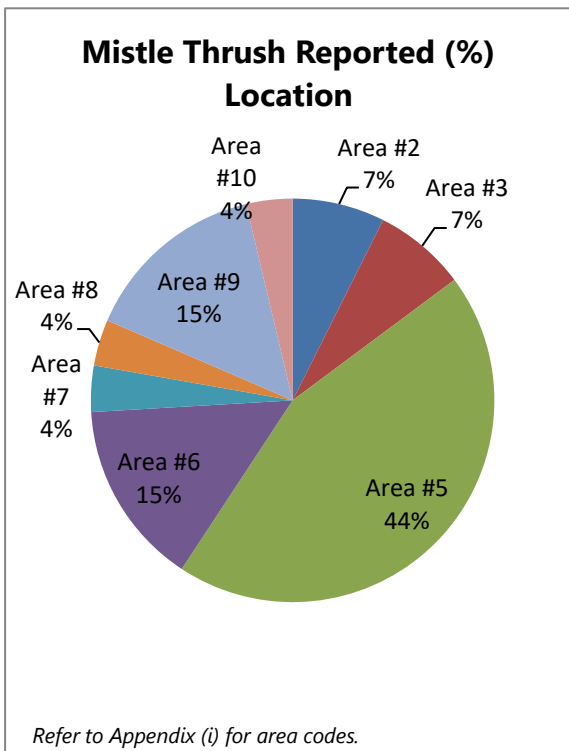 Mistle Thrush Reported (%)
Location
Area
#10
4%
Area #2
7%
Area #3
7%
Area #9
15%
Area #8
4%
Area
#7
4%
Area #6
15%
Area #5
44%
Refer to Appendix (i) for area codes.